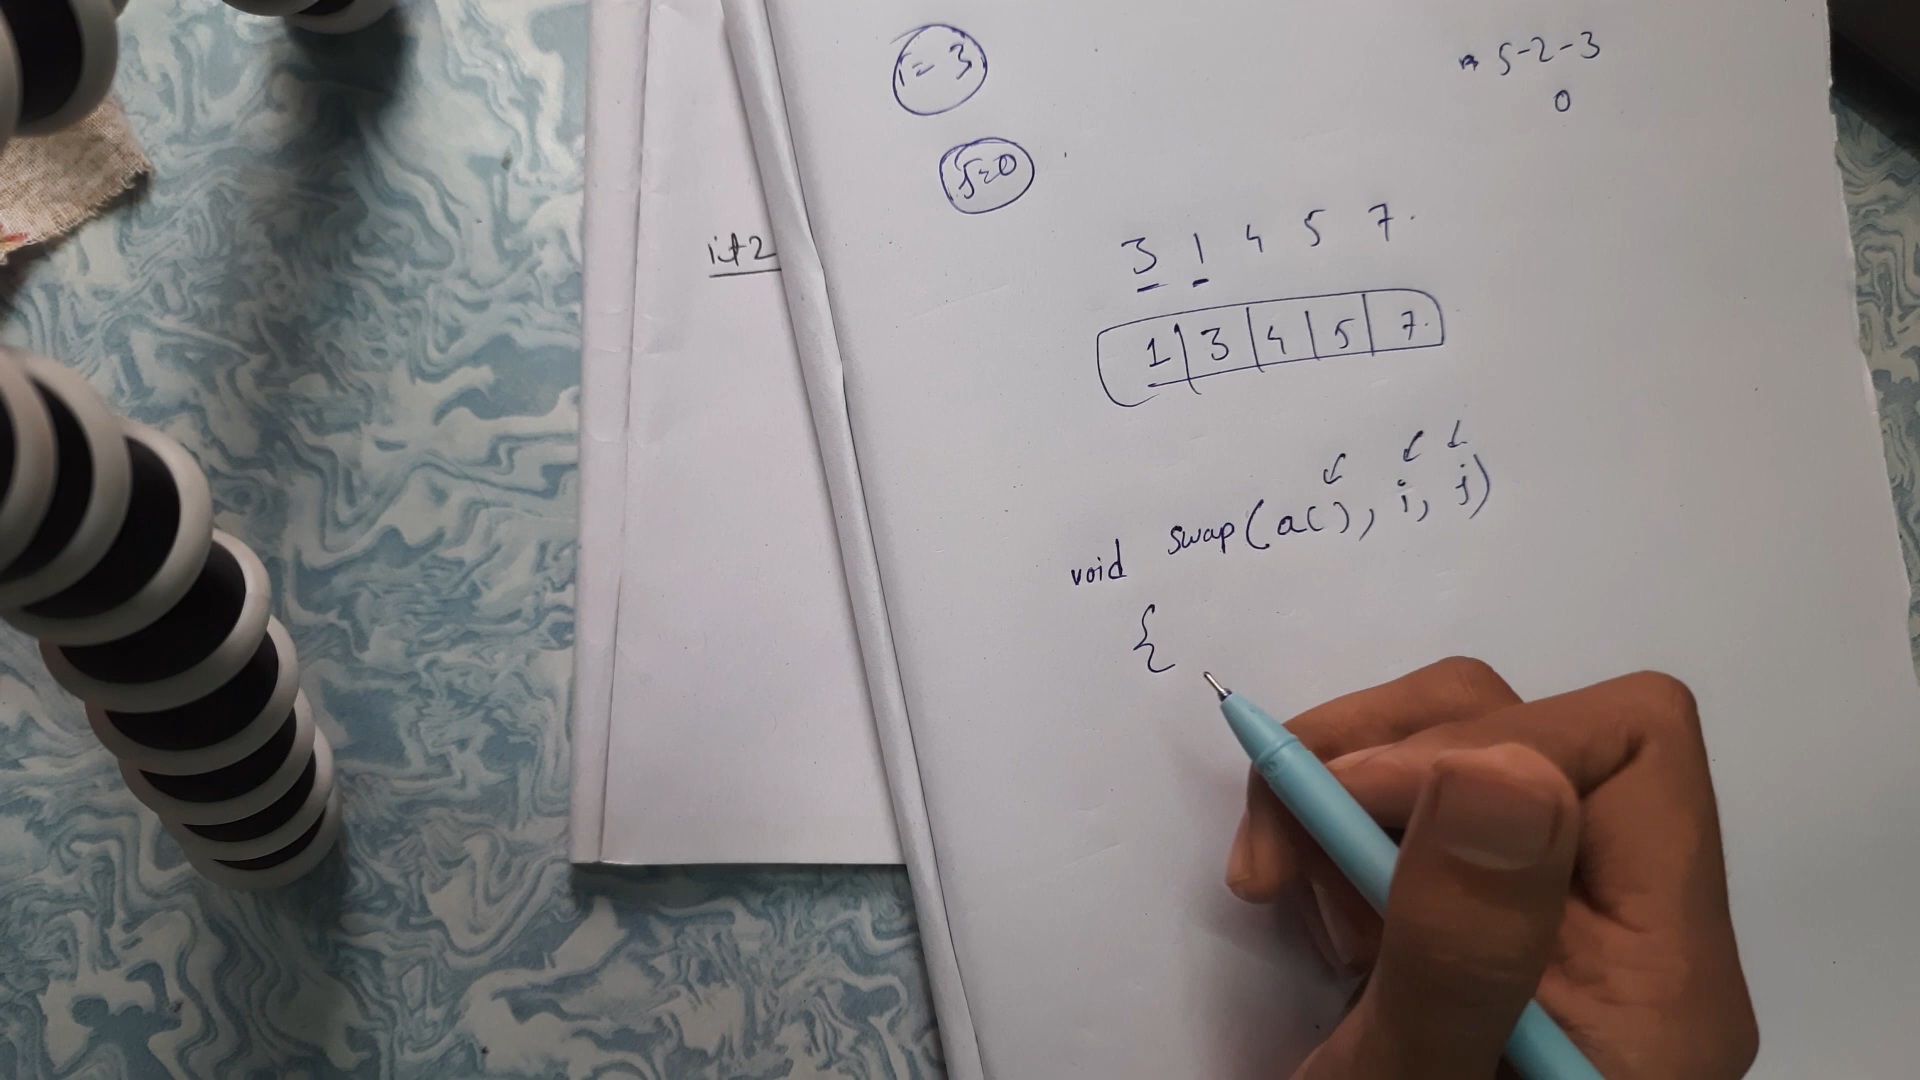 i=3
n 5-2-3
0
j=0
it2
3 1 4 5 7.
1 3 4 5 7.
void swap(a(), i, j)
{